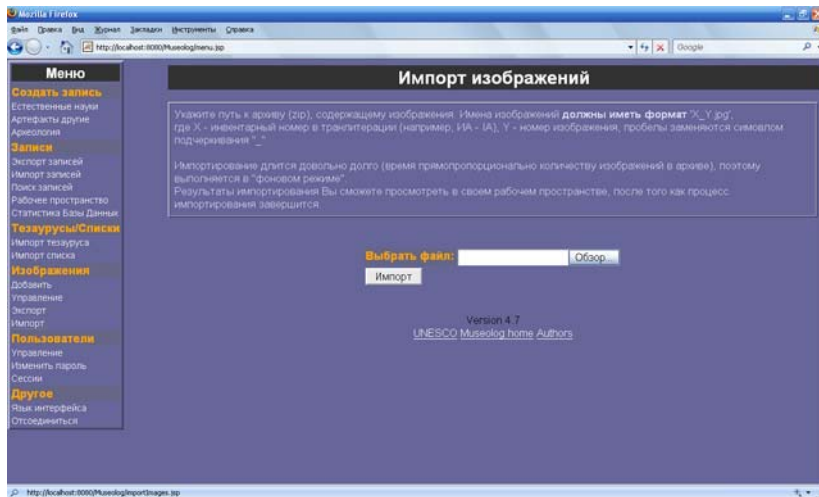 Mozilla Firefox
Файл Правка Вид Журнал Закладки Инструменты Справка
http://localhost:8080/Museolog/menu.jsp
Google
Меню
Создать запись
Естественные науки
Артефакты другие
Археология
Записи
Экспорт записей
Импорт записей
Поиск записей
Рабочее пространство
Статистика Базы Данных
Тезаурусы/Списки
Импорт тезауруса
Импорт списка
Изображения
Добавить
Управление
Экспорт
Импорт
Пользователи
Управление
Изменить пароль
Сессии
Другое
Язык интерфейса
Отсоединиться
Импорт изображений
Укажите путь к архиву (zip), содержащему изображения. Имена изображений должны иметь формат 'X_Y.jpg',
где X - инвентарный номер в транлитерации (например, ИА - IA), Y - номер изображения, пробелы заменяются символом
подчеркивания "_"
Импортирование длится довольно долго (время прямопропорционально количеству изображений в архиве), поэтому
выполняется в "фоновом режиме".
Результаты импортирования Вы сможете просмотреть в своем рабочем пространстве, после того как процесс
импортирования завершится.
Выбрать файл: Обзор...
Импорт
Version 4.7
UNESCO Museolog home Authors
http://localhost:8080/Museolog/importImages.jsp